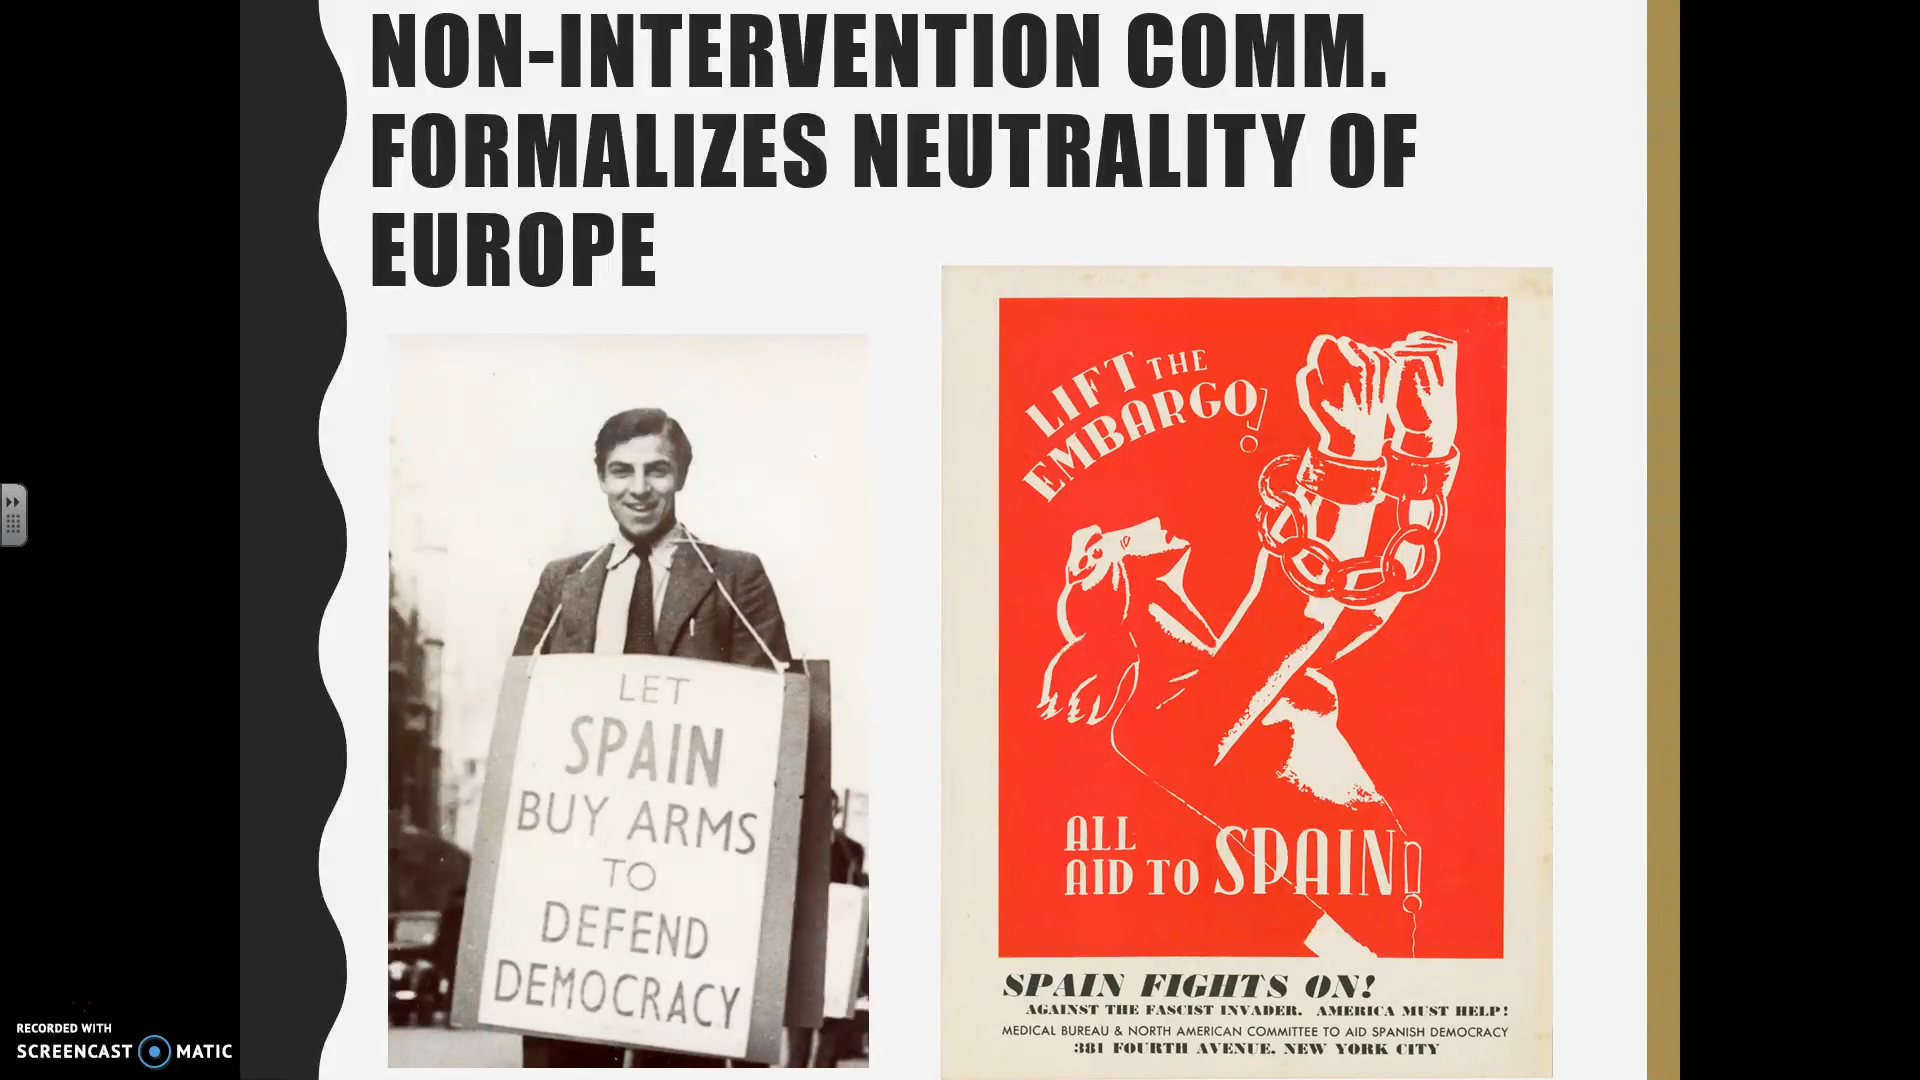 NON-INTERVENTION COMM.
FORMALIZES NEUTRALITY OF
EUROPE
LET
SPAIN
BUY ARMS
TO
DEFEND
DEMOCRACY
LIFT THE
EMBARGO!
ALL
AID TO SPAIN!
SPAIN FIGHTS ON!
AGAINST THE FASCIST INVADER. AMERICA MUST HELP!
MEDICAL BUREAU & NORTH AMERICAN COMMITTEE TO AID SPANISH DEMOCRACY
381 FOURTH AVENUE. NEW YORK CITY
RECORDED WITH
SCREENCAST MATIC